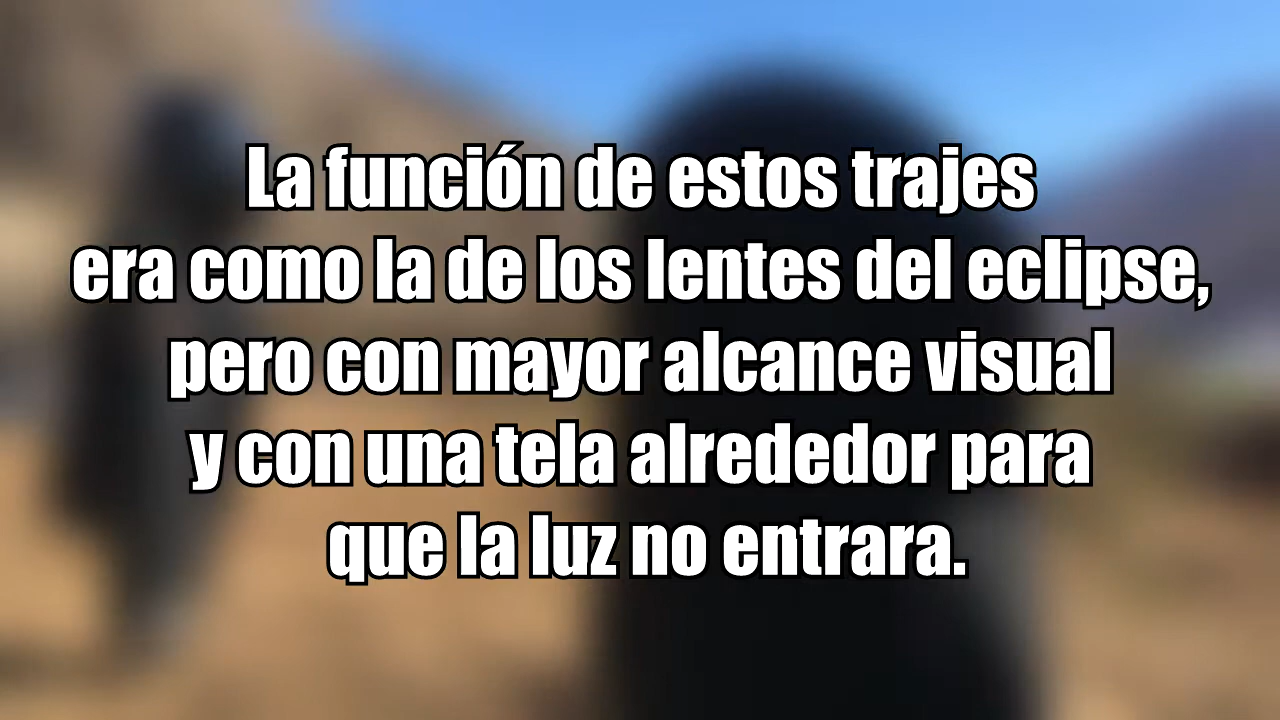 La función de estos trajes
era como la de los lentes del eclipse,
pero con mayor alcance visual
y con una tela alrededor para
que la luz no entrara.